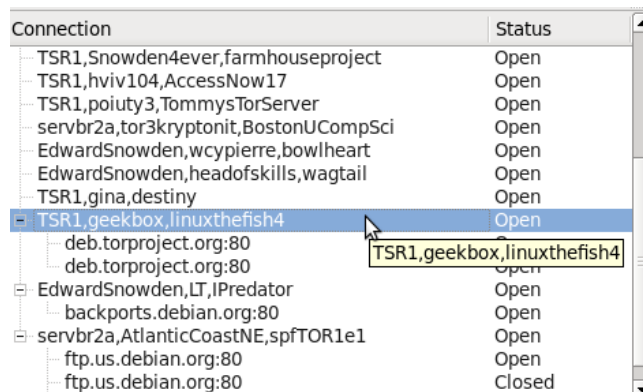 Connection Status
TSR1,Snowden4ever,farmhouseproject Open
TSR1,hviv104,AccessNow17 Open
TSR1,poiuty3,TommysTorServer Open
servbr2a,tor3kryptonit,BostonUCompSci Open
EdwardSnowden,wcypierre,bowlheart Open
EdwardSnowden,headofskills,wagtail Open
TSR1,gina,destiny Open
TSR1,geekbox,linuxthefish4 Open
deb.torproject.org:80
TSR1,geekbox,linuxthefish4
deb.torproject.org:80 Open
EdwardSnowden,LT,IPredator Open
backports.debian.org:80 Open
servbr2a,AtlanticCoastNE,spfTOR1e1 Open
ftp.us.debian.org:80 Open
ftp.us.debian.org:80 Closed